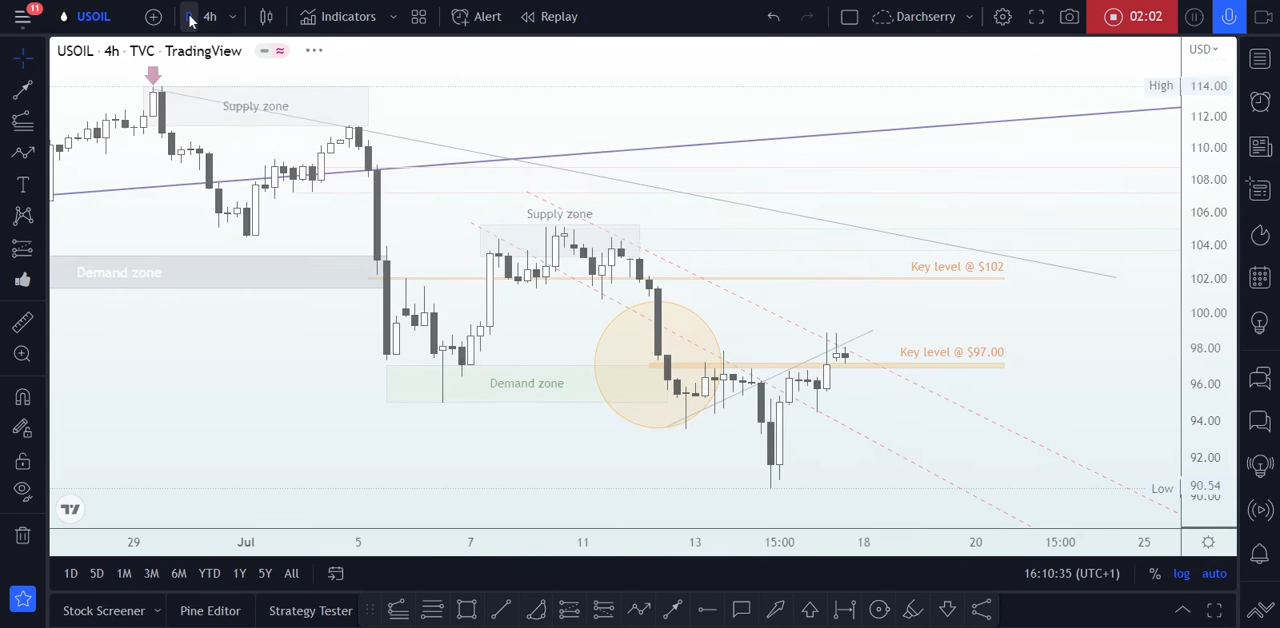 11
USOIL
D
4h
Indicators
Alert
Replay
Darchserry
02:02
USOIL · 4h · TVC · TradingView
USD
High
114.00
Supply zone
112.00
110.00
108.00
106.00
Supply zone
104.00
Demand zone
Key level @ $102
102.00
100.00
98.00
Key level @ $97.00
96.00
Demand zone
94.00
92.00
Low
90.54
90.00
29
Jul
5
7
11
13
15:00
18
20
15:00
25
1D
5D
1M
3M
6M
YTD
1Y
5Y
All
16:10:35 (UTC+1)
%
log
auto
Stock Screener
Pine Editor
Strategy Tester